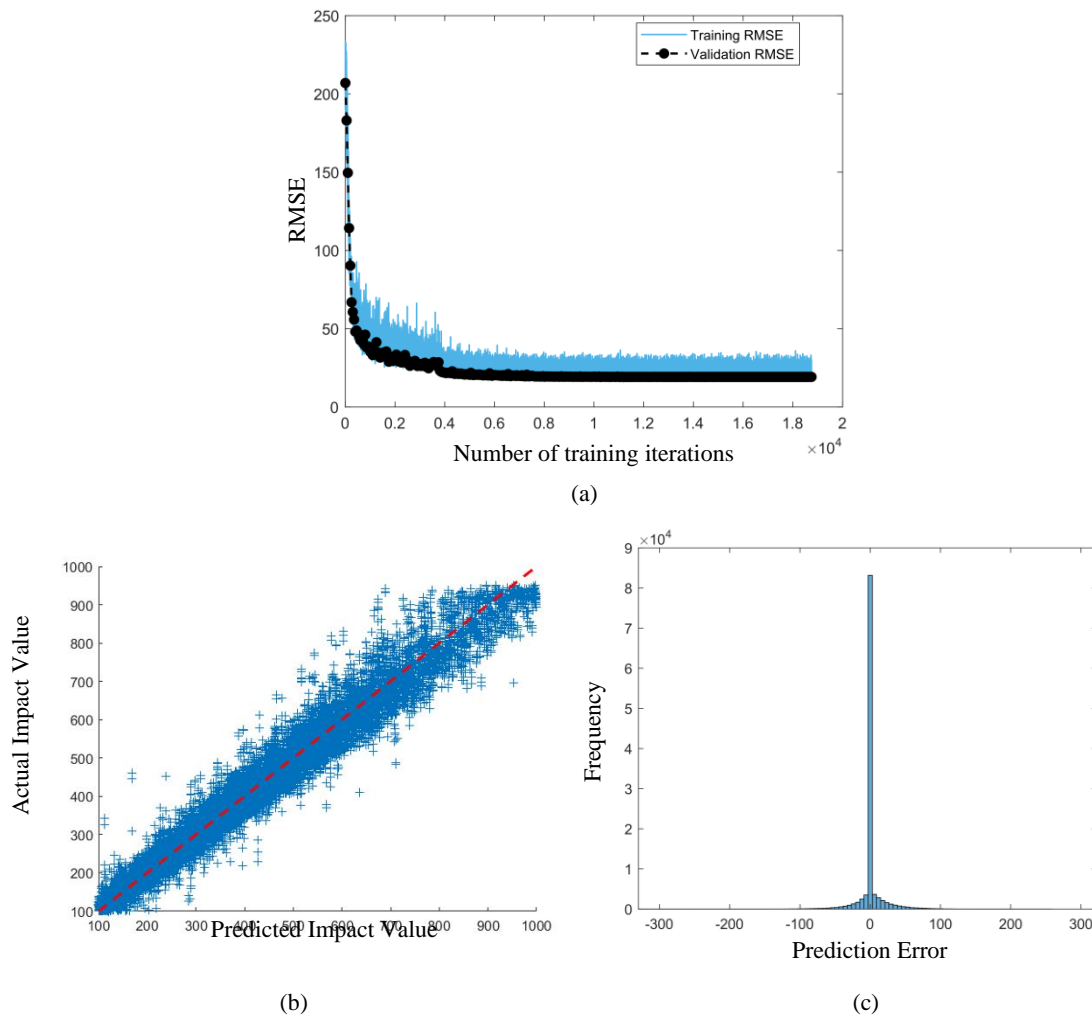 250
200
150
100
50
0
RMSE
Training RMSE
Validation RMSE
0 0.2 0.4 0.6 0.8 1 1.2 1.4 1.6 1.8 2
×10^4
Number of training iterations
(a)
1000
900
800
700
600
500
400
300
200
100
Actual Impact Value
100 200 300 400 500 600 700 800 900 1000
Predicted Impact Value
(b)
×10^4
9
8
7
6
5
4
3
2
1
0
Frequency
-300 -200 -100 0 100 200 300
Prediction Error
(c)